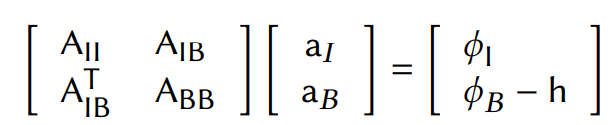 [ A_II A_IB ] [ a_I ] = [ ϕ_I ]
[ A_IB^T A_BB ] [ a_B ] = [ ϕ_B − h ]